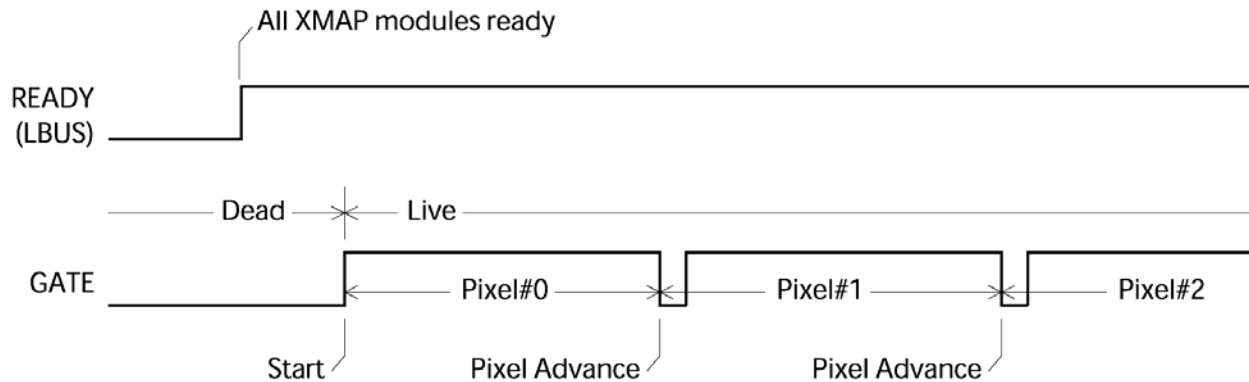 All XMAP modules ready
READY
(LBUS)
Dead
Live
GATE
Pixel#0
Pixel#1
Pixel#2
Start
Pixel Advance
Pixel Advance